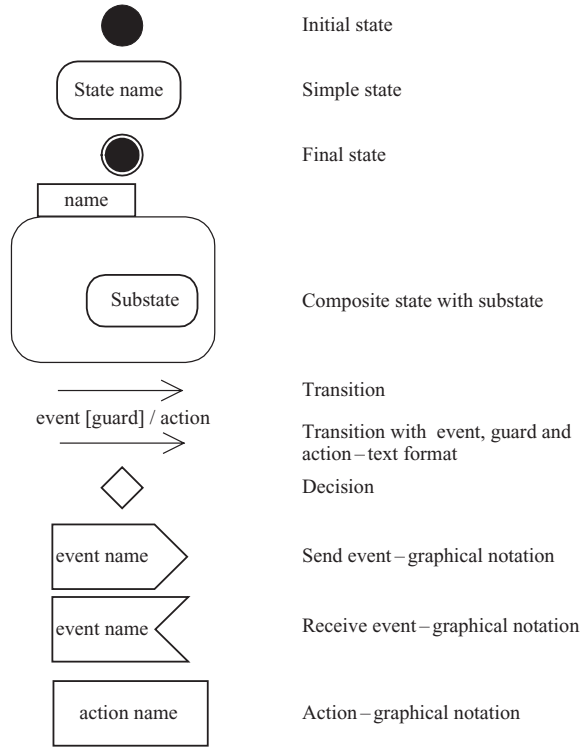 Initial state
State name
Simple state
Final state
name
Substate
Composite state with substate
Transition
event [guard] / action
Transition with event, guard and
action – text format
Decision
event name
Send event – graphical notation
event name
Receive event – graphical notation
action name
Action – graphical notation